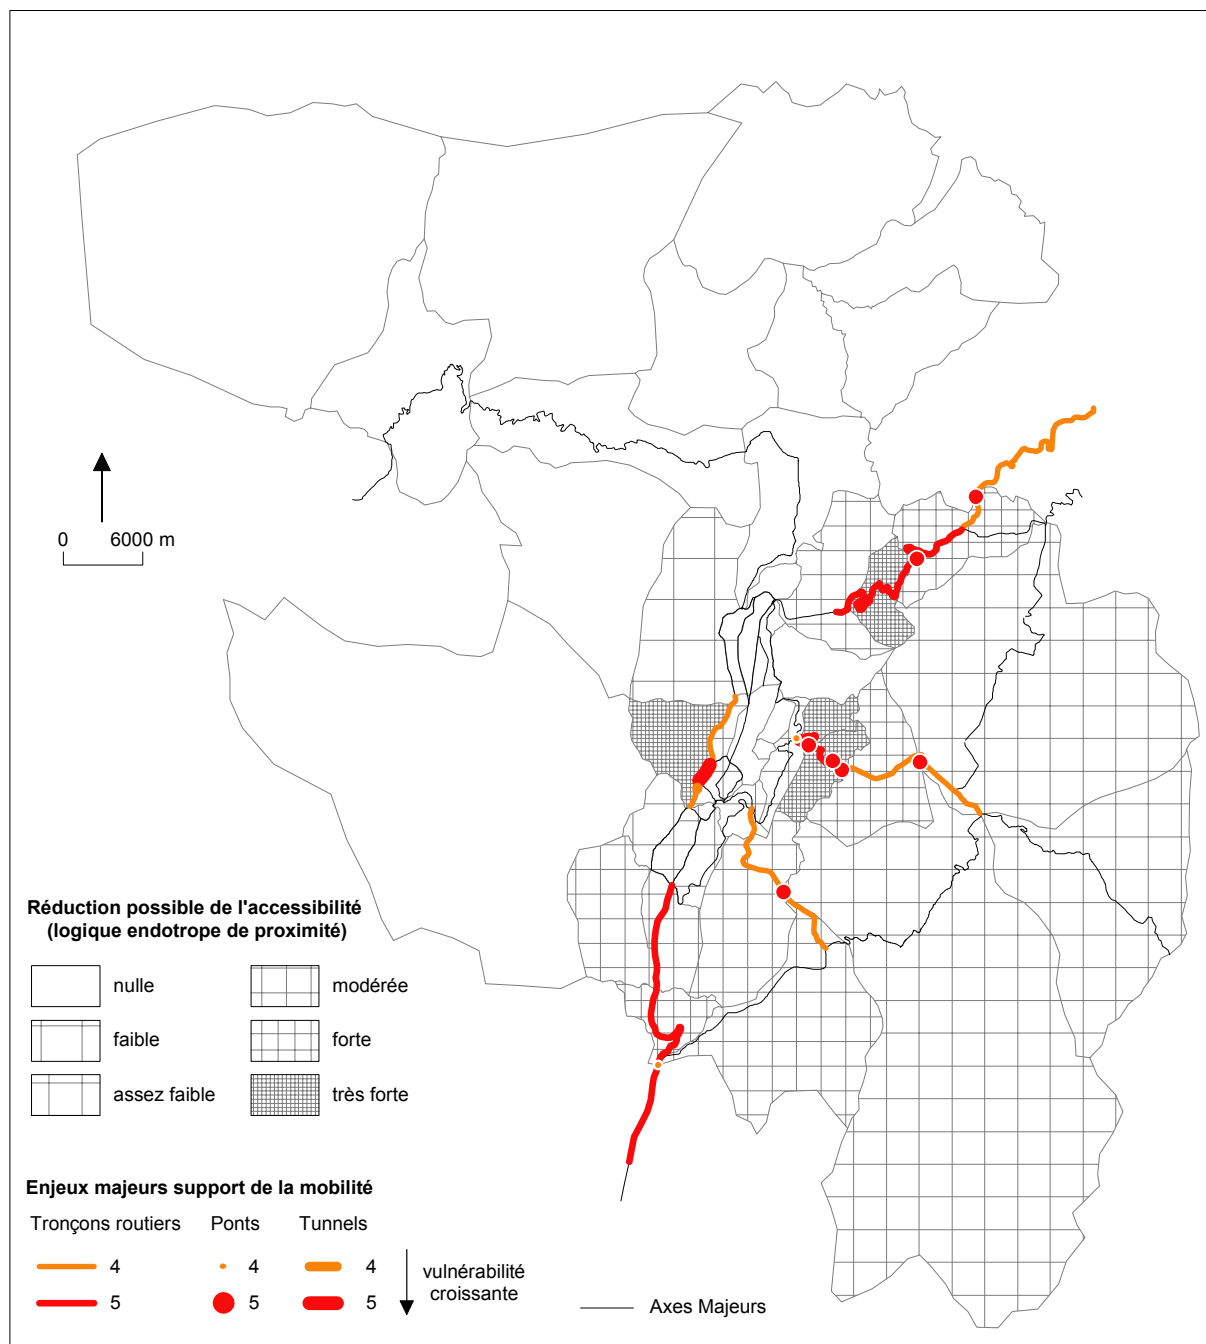 0 6000 m
Réduction possible de l'accessibilité
(logique endotrope de proximité)
nulle modérée
faible forte
assez faible très forte
Enjeux majeurs support de la mobilité
Tronçons routiers Ponts Tunnels
4 4 4
5 5 5
vulnérabilité
croissante
Axes Majeurs